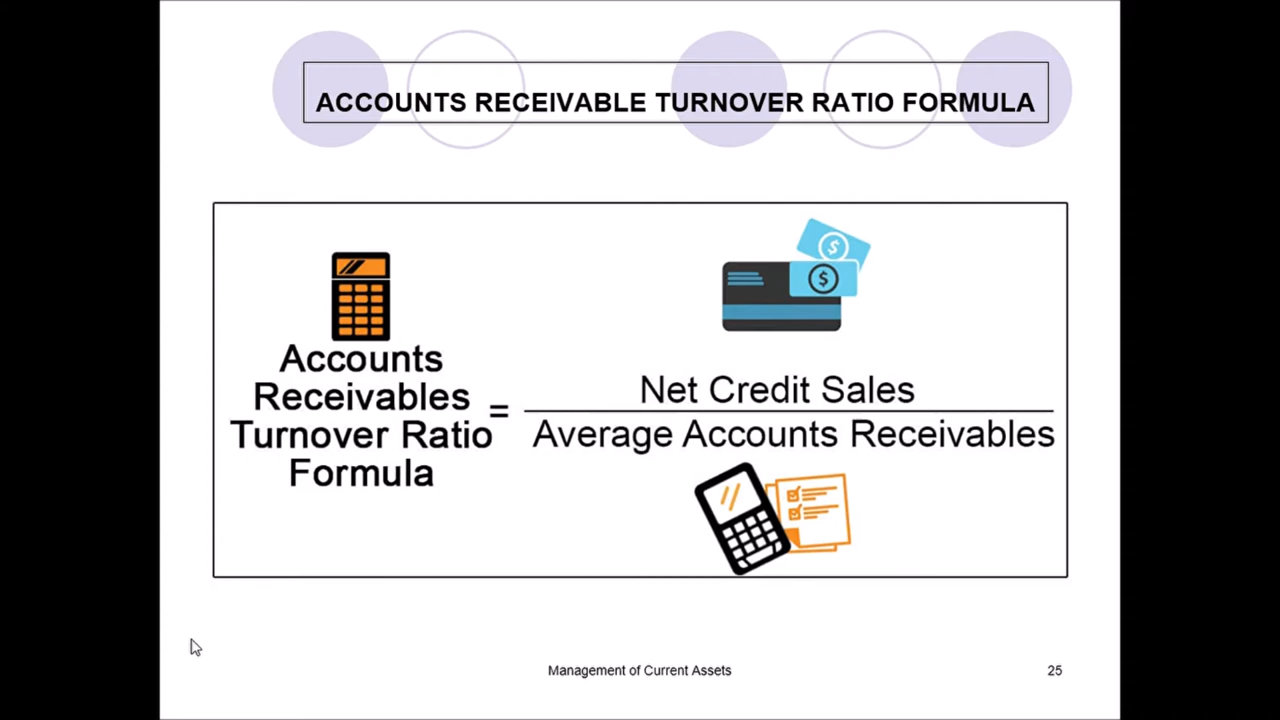 ACCOUNTS RECEIVABLE TURNOVER RATIO FORMULA
$
$
Accounts
Receivables
Turnover Ratio
Formula
=
Net Credit Sales
Average Accounts Receivables
Management of Current Assets
25